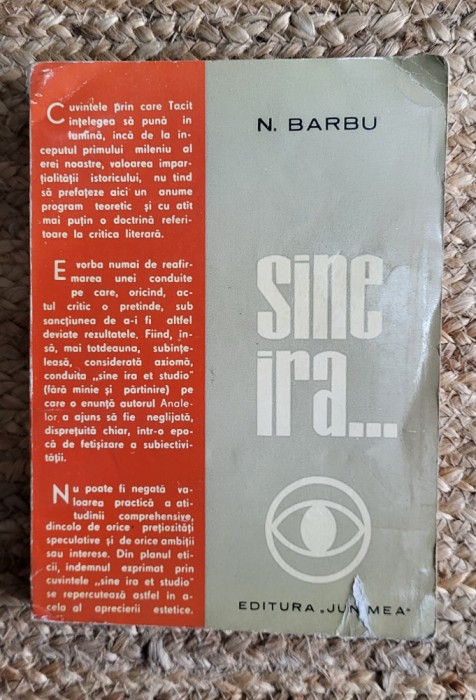 Cuvintele prin care Tacit
înțelegea să pună in
lumină, încă de la în-
ceputul primului mileniu al
erei noastre, valoarea impar-
țialității istoricului, nu tind
să prefațeze aici un anume
program teoretic și cu atît
mai puțin o doctrină referi-
toare la critica literară.
E vorba numai de reafir-
marea unei conduite
pe care, oricînd, ac-
tul critic o pretinde, sub
sancțiunea de a-i fi altfel
deviate rezultatele. Fiind, în-
să, mai totdeauna, subînțe-
leasă, considerată axiomă,
conduita „sine ira et studio"
(fără mînie și părtinire) pe
care o enunță autorul Anale-
lor a ajuns să fie neglijată,
disprețuită chiar, într-o epo-
că de fetișizare a subiectivi-
tății.
Nu poate fi negată va-
loarea practică a ati-
tudinii comprehensive,
dincolo de orice prețiozități
speculative și de orice ambiții
sau interese. Din planul eti-
cii, îndemnul exprimat prin
cuvintele „sine ira et studio"
se repercutează astfel în a-
cela al aprecierii estetice.
N. BARBU
sine
ira...
EDITURA „JUNIMEA"